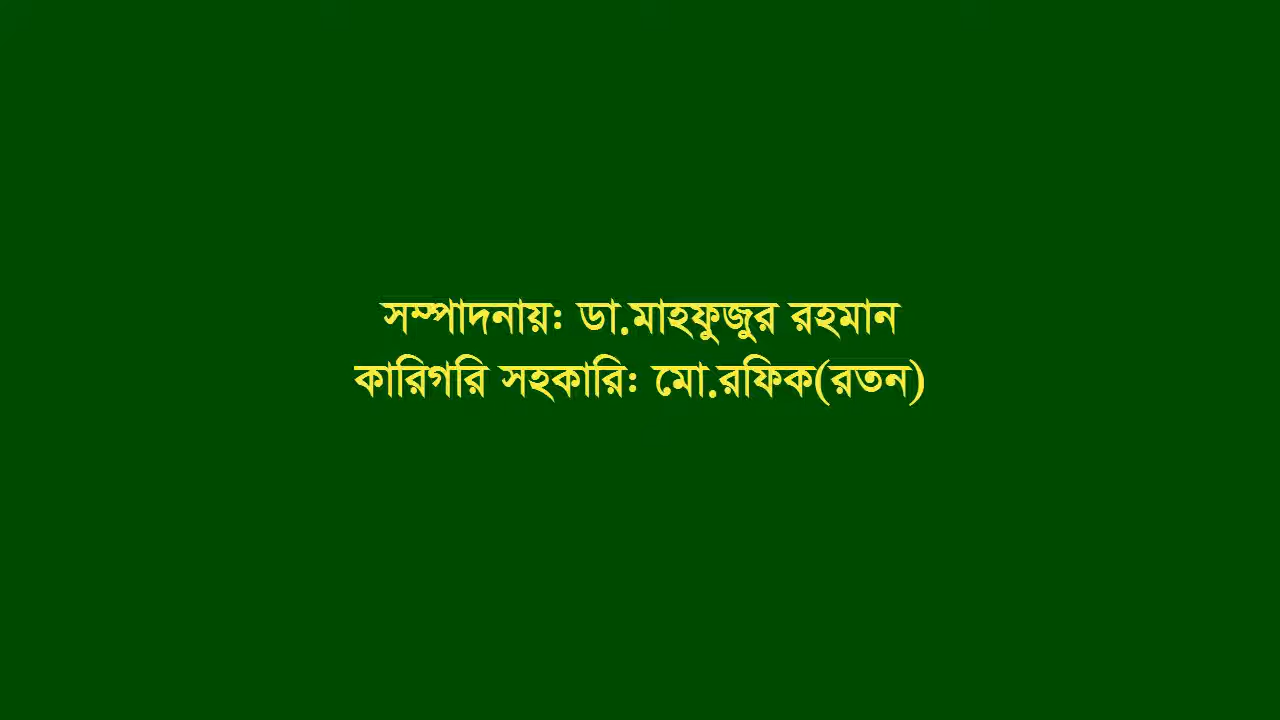 সম্পাদনায়ঃ ডা.মাহফুজুর রহমান
কারিগরি সহকারিঃ মো.রফিক(রতন)